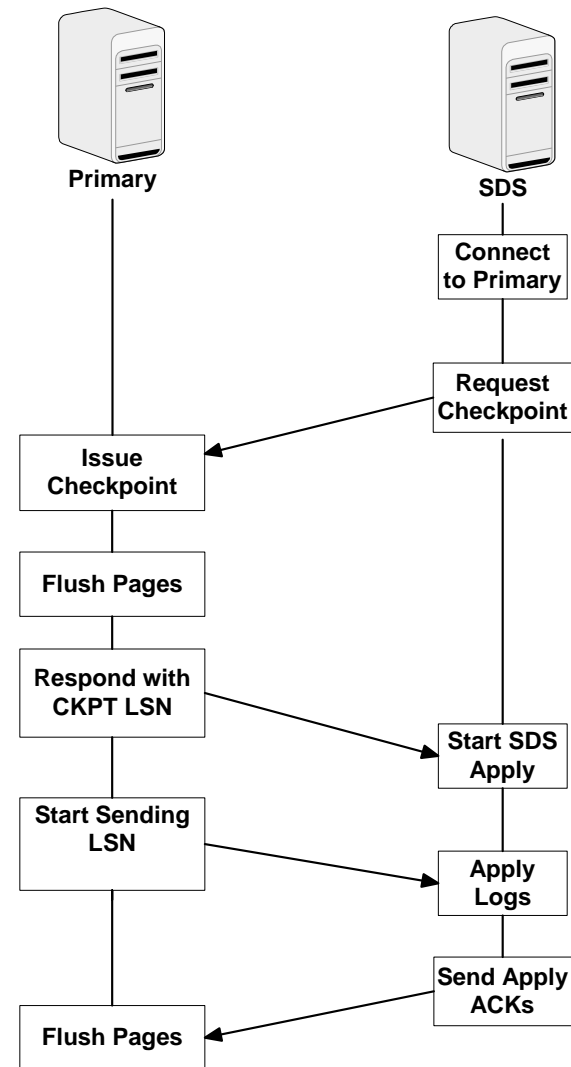 Primary
SDS
Connect
to Primary
Request
Checkpoint
Issue
Checkpoint
Flush Pages
Respond with
CKPT LSN
Start SDS
Apply
Start Sending
LSN
Apply
Logs
Send Apply
ACKs
Flush Pages